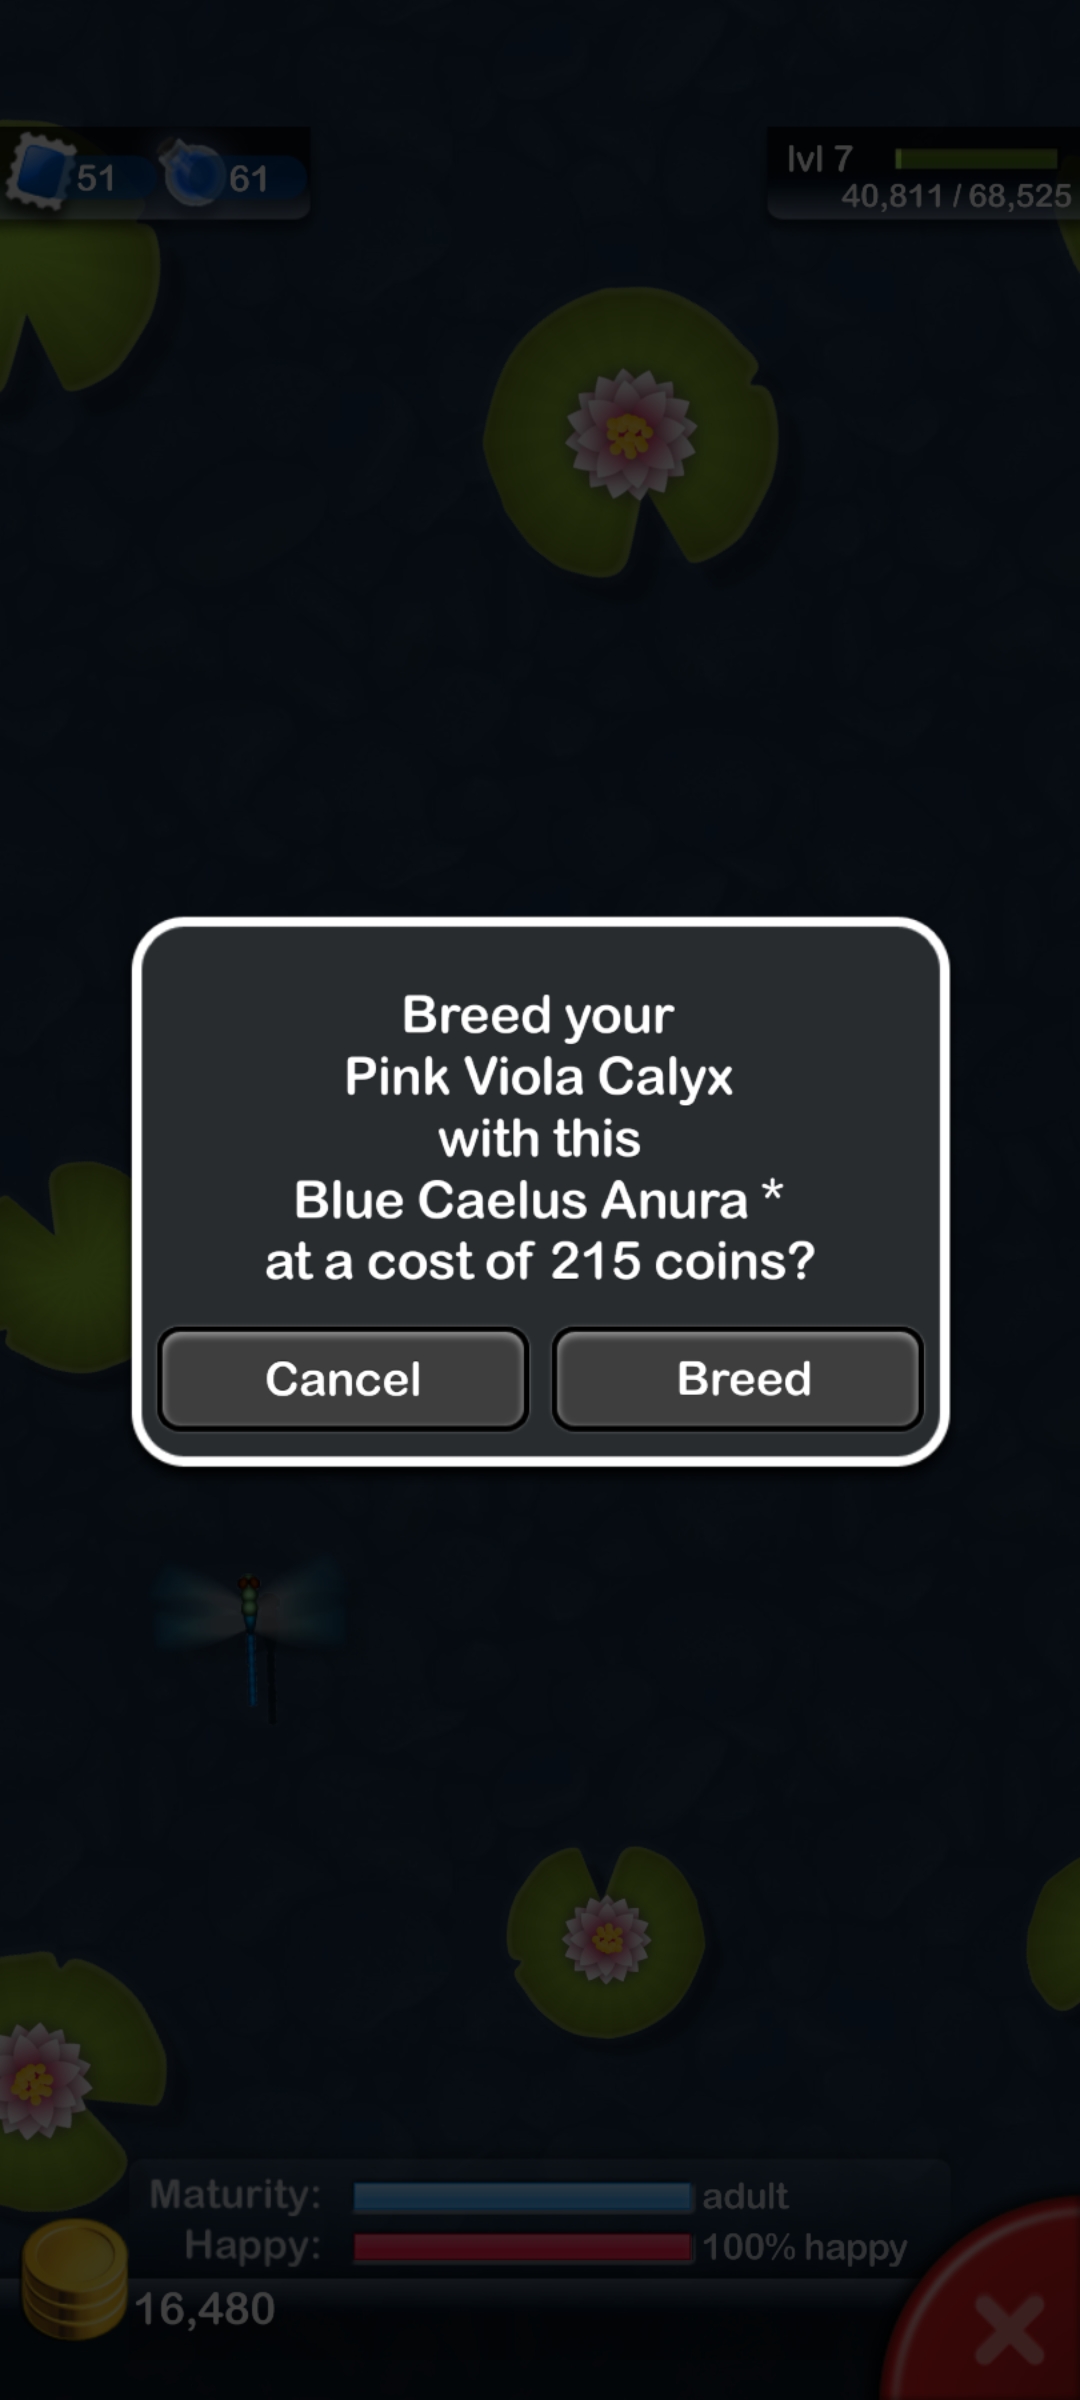 51
61
lvl 7
40,811 / 68,525
Breed your
Pink Viola Calyx
with this
Blue Caelus Anura *
at a cost of 215 coins?
Cancel
Breed
Maturity: adult
Happy: 100% happy
16,480